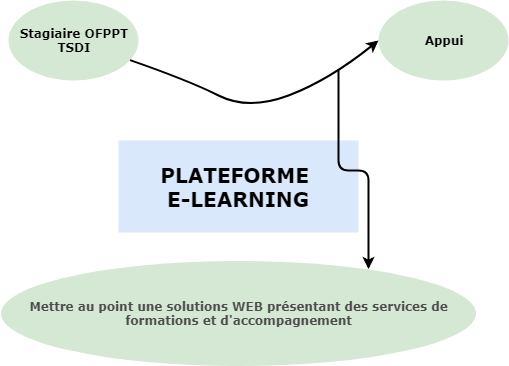 Stagiaire OFPPT
TSDI
Appui
PLATEFORME
E-LEARNING
Mettre au point une solutions WEB présentant des services de
formations et d'accompagnement